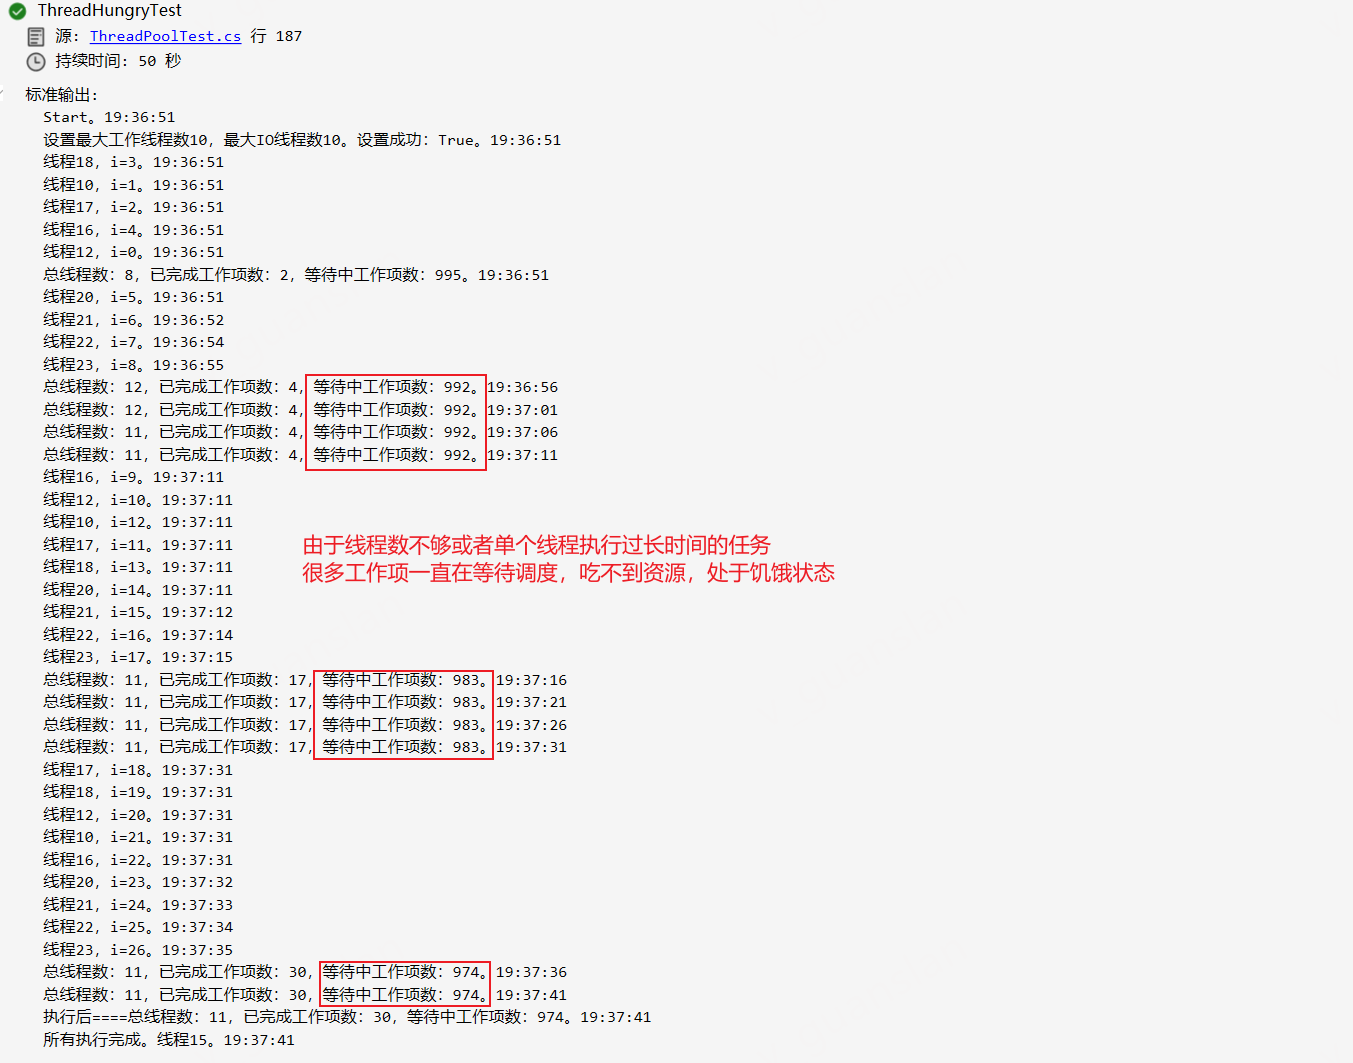 ThreadHungryTest
源: ThreadPoolTest.cs 行 187
持续时间: 50 秒
标准输出:
Start。19:36:51
设置最大工作线程数10，最大IO线程数10。设置成功：True。19:36:51
线程18，i=3。19:36:51
线程10，i=1。19:36:51
线程17，i=2。19:36:51
线程16，i=4。19:36:51
线程12，i=0。19:36:51
总线程数：8，已完成工作项数：2，等待中工作项数：995。19:36:51
线程20，i=5。19:36:51
线程21，i=6。19:36:52
线程22，i=7。19:36:54
线程23，i=8。19:36:55
总线程数：12，已完成工作项数：4，等待中工作项数：992。19:36:56
总线程数：12，已完成工作项数：4，等待中工作项数：992。19:37:01
总线程数：11，已完成工作项数：4，等待中工作项数：992。19:37:06
总线程数：11，已完成工作项数：4，等待中工作项数：992。19:37:11
线程16，i=9。19:37:11
线程12，i=10。19:37:11
线程10，i=12。19:37:11
线程17，i=11。19:37:11
线程18，i=13。19:37:11
线程20，i=14。19:37:11
线程21，i=15。19:37:12
线程22，i=16。19:37:14
线程23，i=17。19:37:15
由于线程数不够或者单个线程执行过长时间的任务
很多工作项一直在等待调度，吃不到资源，处于饥饿状态
总线程数：11，已完成工作项数：17，等待中工作项数：983。19:37:16
总线程数：11，已完成工作项数：17，等待中工作项数：983。19:37:21
总线程数：11，已完成工作项数：17，等待中工作项数：983。19:37:26
总线程数：11，已完成工作项数：17，等待中工作项数：983。19:37:31
线程17，i=18。19:37:31
线程18，i=19。19:37:31
线程12，i=20。19:37:31
线程10，i=21。19:37:31
线程16，i=22。19:37:31
线程20，i=23。19:37:32
线程21，i=24。19:37:33
线程22，i=25。19:37:34
线程23，i=26。19:37:35
总线程数：11，已完成工作项数：30，等待中工作项数：974。19:37:36
总线程数：11，已完成工作项数：30，等待中工作项数：974。19:37:41
执行后====总线程数：11，已完成工作项数：30，等待中工作项数：974。19:37:41
所有执行完成。线程15。19:37:41